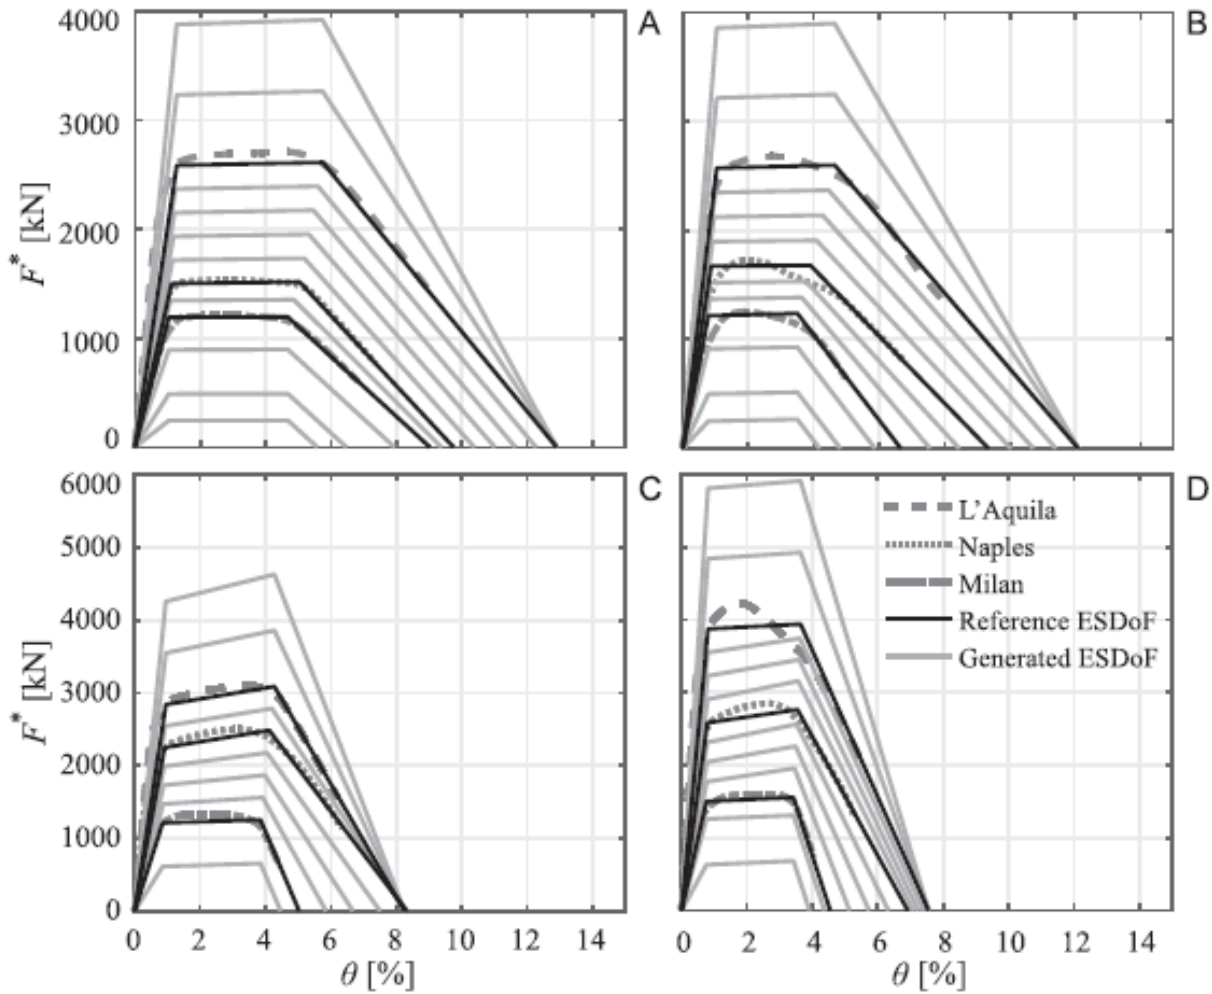 4000
3000
2000
1000
0
F* [kN]
A
B
6000
5000
4000
3000
2000
1000
0
F* [kN]
0 2 4 6 8 10 12 14
θ [%]
C
L'Aquila
Naples
Milan
Reference ESDoF
Generated ESDoF
D
0 2 4 6 8 10 12 14
θ [%]